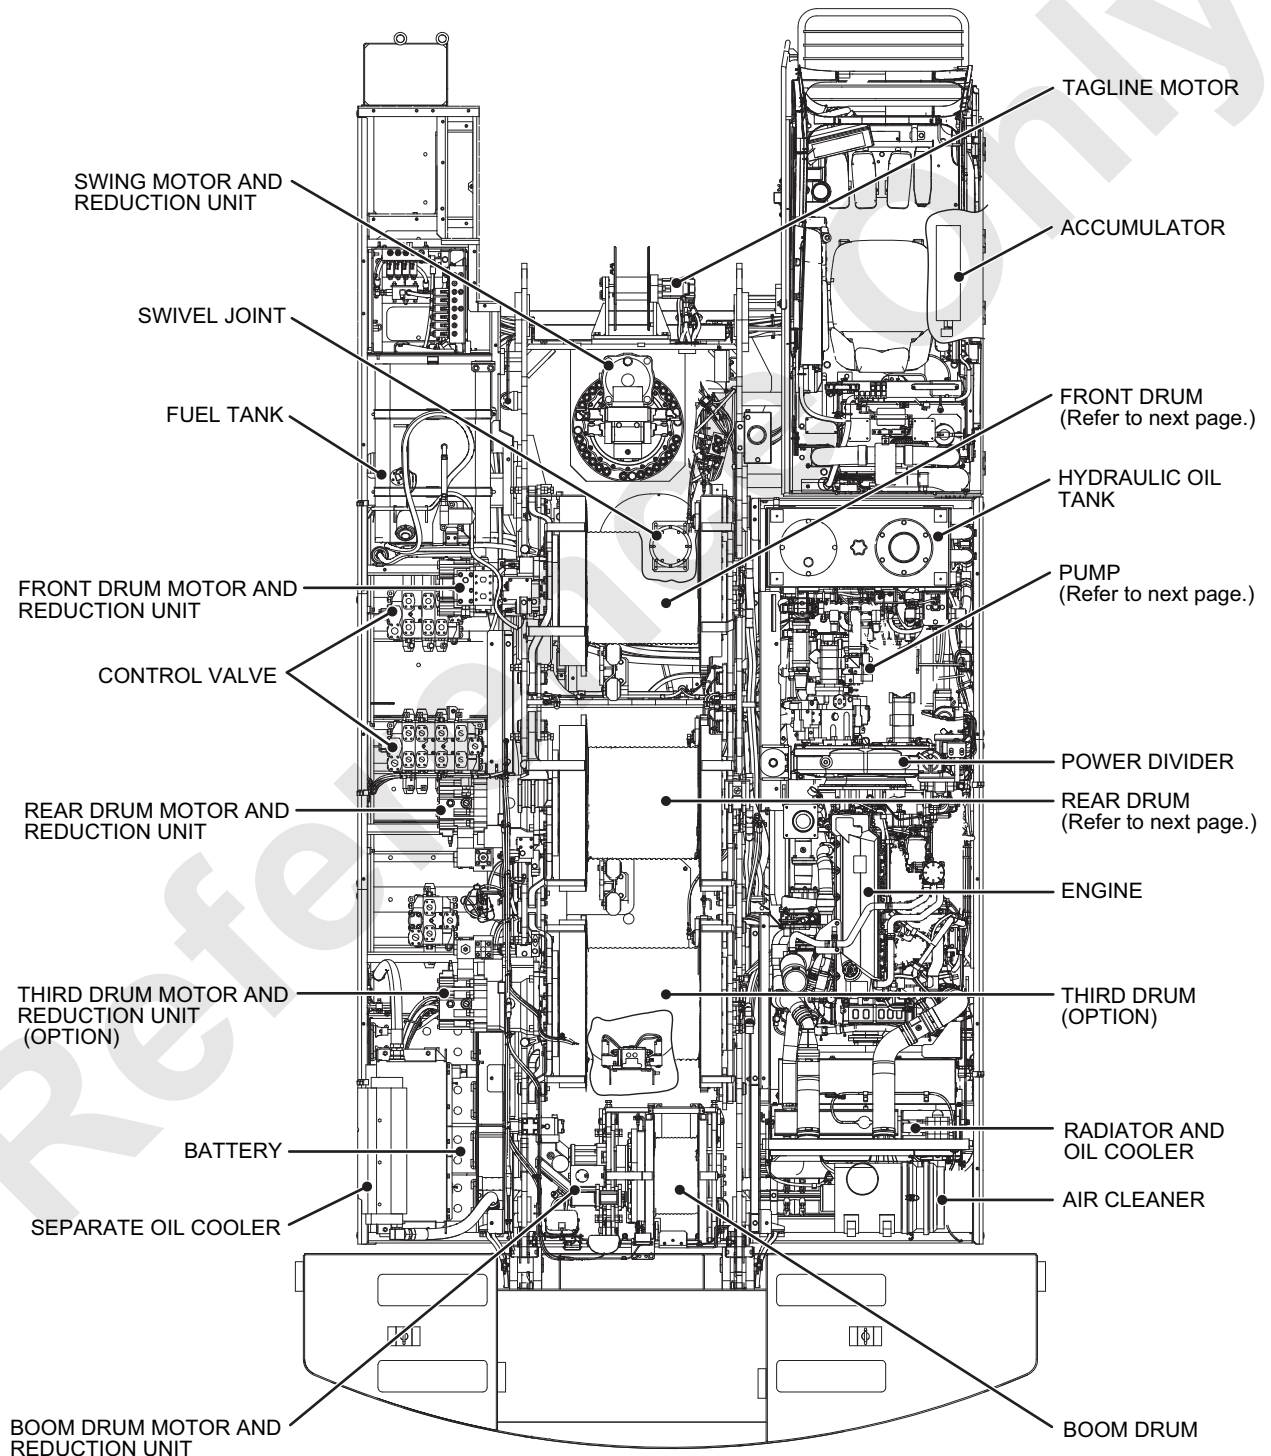 TAGLINE MOTOR
SWING MOTOR AND
REDUCTION UNIT
ACCUMULATOR
SWIVEL JOINT
FUEL TANK
FRONT DRUM
(Refer to next page.)
HYDRAULIC OIL
TANK
FRONT DRUM MOTOR AND
REDUCTION UNIT
PUMP
(Refer to next page.)
CONTROL VALVE
POWER DIVIDER
REAR DRUM MOTOR AND
REDUCTION UNIT
REAR DRUM
(Refer to next page.)
ENGINE
THIRD DRUM MOTOR AND
REDUCTION UNIT
(OPTION)
THIRD DRUM
(OPTION)
BATTERY
RADIATOR AND
OIL COOLER
SEPARATE OIL COOLER
AIR CLEANER
BOOM DRUM MOTOR AND
REDUCTION UNIT
BOOM DRUM
Reference Only